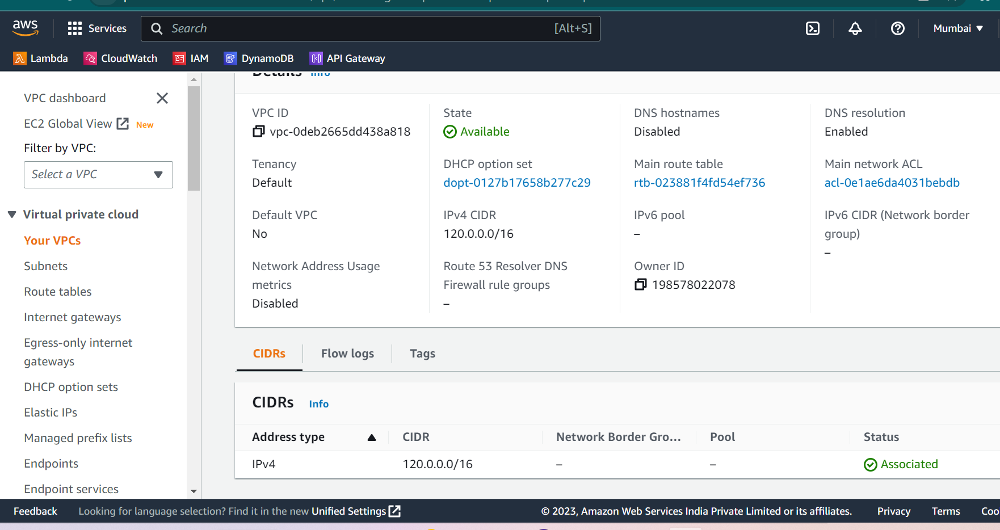 aws
Services
Search
[Alt+S]
Mumbai
Lambda
CloudWatch
IAM
DynamoDB
API Gateway
VPC dashboard
EC2 Global View New
Filter by VPC:
Select a VPC
Virtual private cloud
Your VPCs
Subnets
Route tables
Internet gateways
Egress-only internet
gateways
DHCP option sets
Elastic IPs
Managed prefix lists
Endpoints
Endpoint services
Details Info
VPC ID
vpc-0deb2665dd438a818
State
Available
DNS hostnames
Disabled
DNS resolution
Enabled
Tenancy
Default
DHCP option set
dopt-0127b17658b277c29
Main route table
rtb-023881f4fd54ef736
Main network ACL
acl-0e1ae6da4031bebdb
Default VPC
No
IPv4 CIDR
120.0.0.0/16
IPv6 pool
–
IPv6 CIDR (Network border
group)
–
Network Address Usage
metrics
Disabled
Route 53 Resolver DNS
Firewall rule groups
–
Owner ID
198578022078
CIDRs
Flow logs
Tags
CIDRs Info
Address type CIDR Network Border Gro... Pool Status
IPv4 120.0.0.0/16 – – Associated
Feedback
Looking for language selection? Find it in the new Unified Settings
© 2023, Amazon Web Services India Private Limited or its affiliates.
Privacy
Terms
Coo